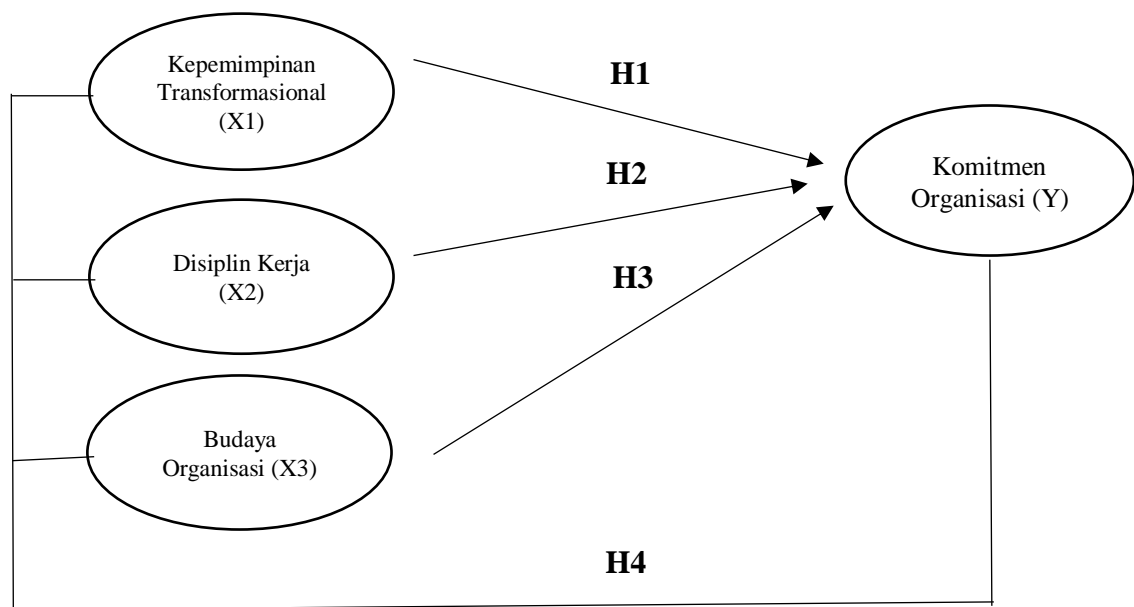 Kepemimpinan
Transformasional
(X1)
H1
Komitmen
Organisasi (Y)
H2
Disiplin Kerja
(X2)
H3
Budaya
Organisasi (X3)
H4